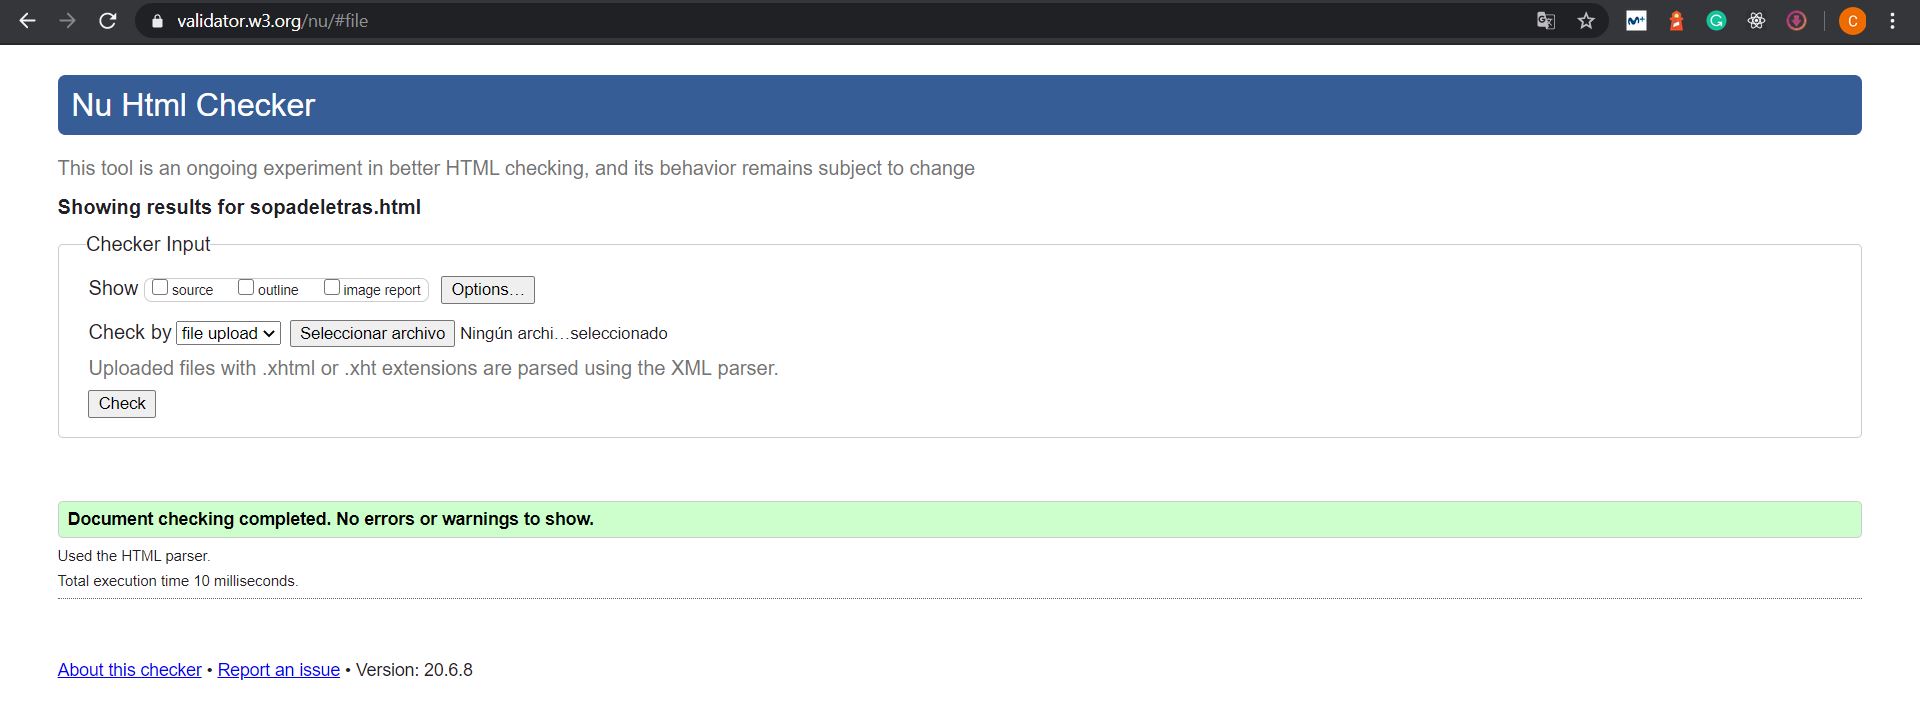 validator.w3.org/nu/#file
C
Nu Html Checker
This tool is an ongoing experiment in better HTML checking, and its behavior remains subject to change
Showing results for sopadeletras.html
Checker Input
Show source outline image report Options...
Check by file upload Seleccionar archivo Ningún archi...seleccionado
Uploaded files with .xhtml or .xht extensions are parsed using the XML parser.
Check
Document checking completed. No errors or warnings to show.
Used the HTML parser.
Total execution time 10 milliseconds.
About this checker • Report an issue • Version: 20.6.8